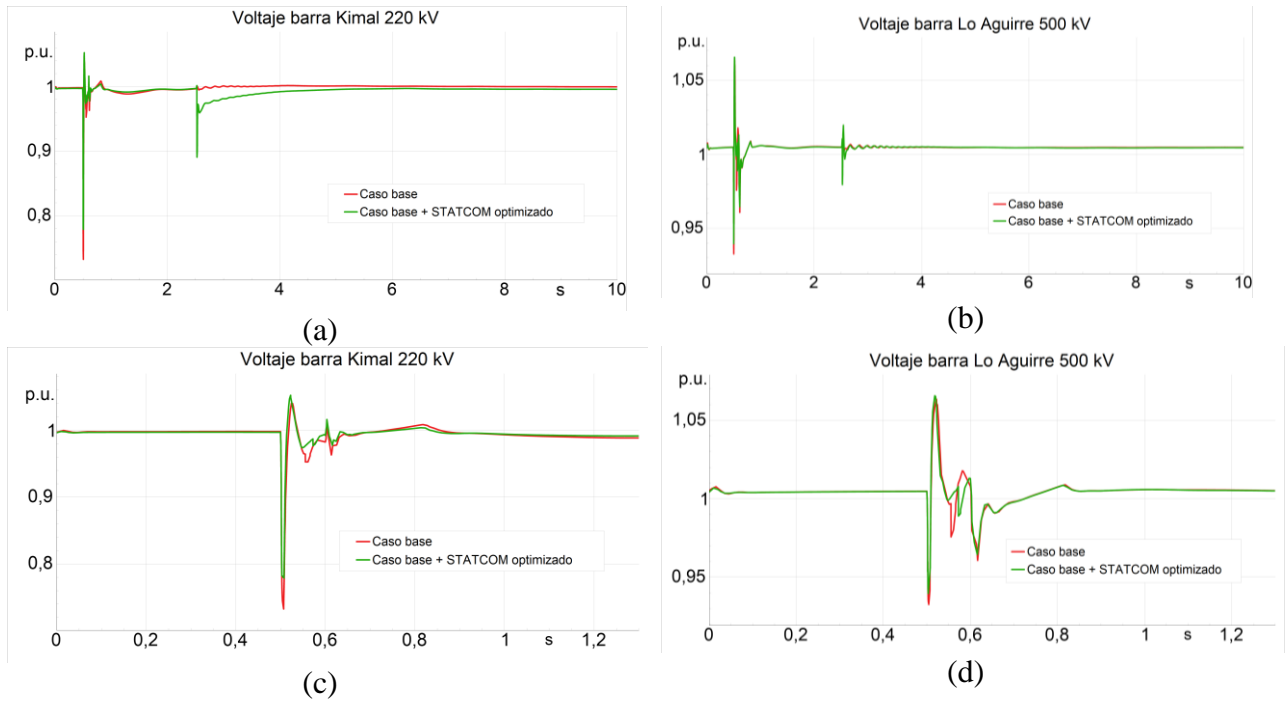 Voltaje barra Kimal 220 kV
p.u.
1
0,9
0,8
Caso base
Caso base + STATCOM optimizado
0 2 4 6 8 s 10
(a)
Voltaje barra Lo Aguirre 500 kV
p.u.
1,05
1
0,95
Caso base
Caso base + STATCOM optimizado
0 2 4 6 8 s 10
(b)
Voltaje barra Kimal 220 kV
p.u.
1
0,9
0,8
Caso base
Caso base + STATCOM optimizado
0 0,2 0,4 0,6 0,8 1 s 1,2
(c)
Voltaje barra Lo Aguirre 500 kV
p.u.
1,05
1
0,95
Caso base
Caso base + STATCOM optimizado
0 0,2 0,4 0,6 0,8 1 s 1,2
(d)